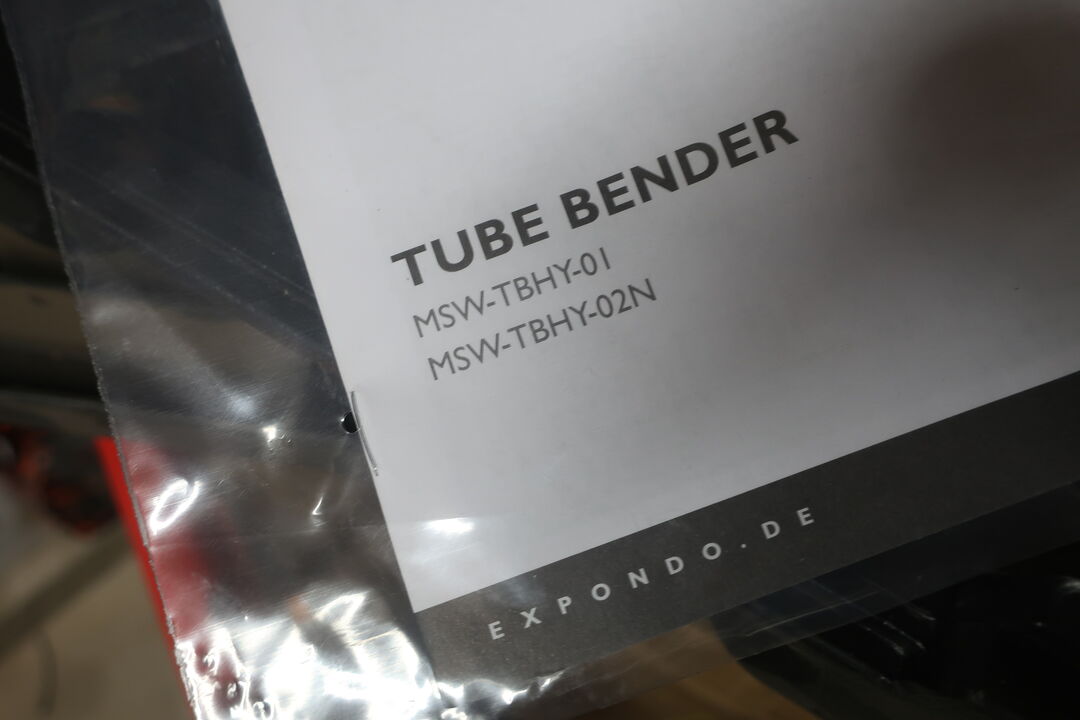 TUBE BENDER
MSW-TBHY-01
MSW-TBHY-02N
EXPONDO.DE